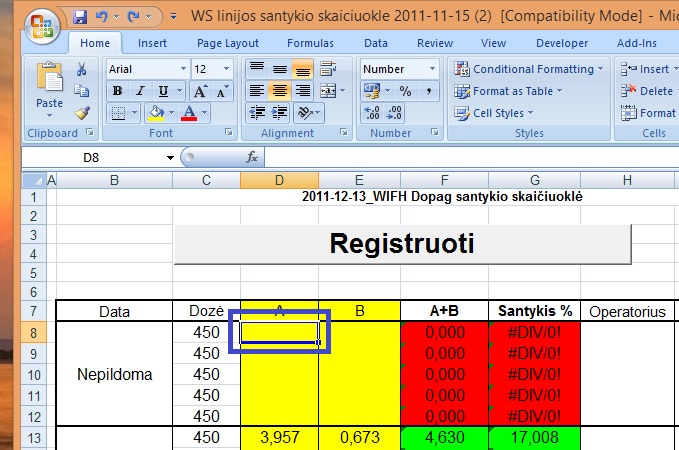 WS linijos santykio skaiciuokle 2011-11-15 (2) [Compatibility Mode] - Mic
Home Insert Page Layout Formulas Data Review View Developer Add-Ins
Paste
Clipboard
Arial 12
B I U A A
Font
Alignment
Number
$ % ,
Number
Conditional Formatting
Format as Table
Cell Styles
Styles
Insert
Delete
Format
Cells
D8 fx
A B C D E F G H
1 2011-12-13_WIFH Dopag santykio skaičiuoklė
2
3 Registruoti
4
5
6
7 Data Dozė A B A+B Santykis % Operatorius
8 450 0,000 #DIV/0!
9 450 0,000 #DIV/0!
10 Nepildoma 450 0,000 #DIV/0!
11 450 0,000 #DIV/0!
12 450 0,000 #DIV/0!
13 450 3,957 0,673 4,630 17,008